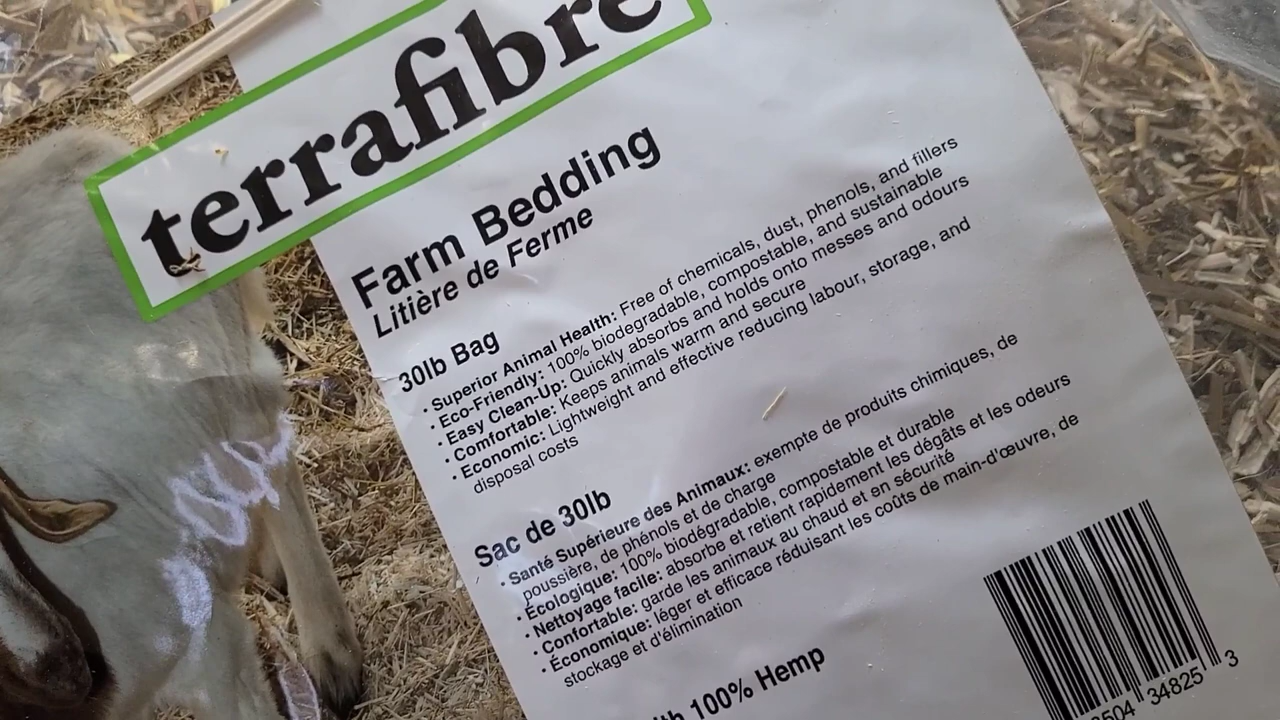 terrafibre
Farm Bedding
Litière de Ferme
30lb Bag
• Superior Animal Health: Free of chemicals, dust, phenols, and fillers
• Eco-Friendly: 100% biodegradable, compostable, and sustainable
• Easy Clean-Up: Quickly absorbs and holds onto messes and odours
• Comfortable: Keeps animals warm and secure
• Economic: Lightweight and effective reducing labour, storage, and
disposal costs
Sac de 30lb
• Santé Supérieure des Animaux: exempte de produits chimiques, de
poussière, de phénols et de charge
• Écologique: 100% biodégradable, compostable et durable
• Nettoyage facile: absorbe et retient rapidement les dégâts et les odeurs
• Confortable: garde les animaux au chaud et en sécurité
• Économique: léger et efficace réduisant les coûts de main-d'œuvre, de
stockage et d'élimination
100% Hemp
34825 3